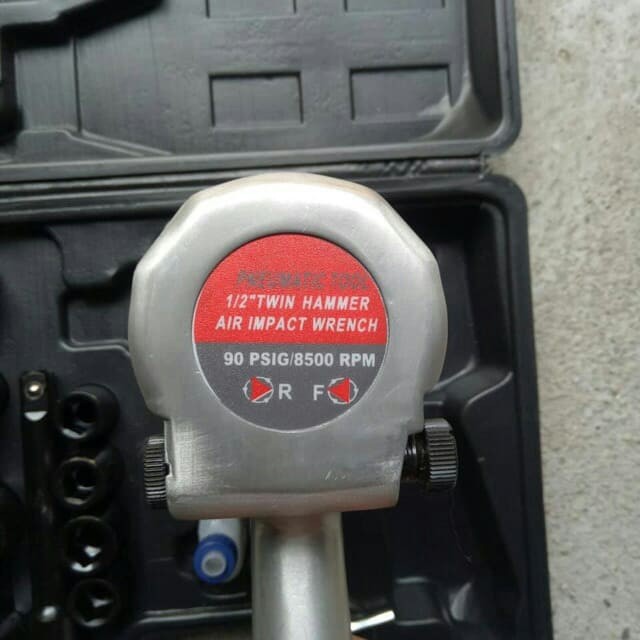 PNEUMATIC TOOL
1/2"TWIN HAMMER
AIR IMPACT WRENCH
90 PSIG/8500 RPM
R F